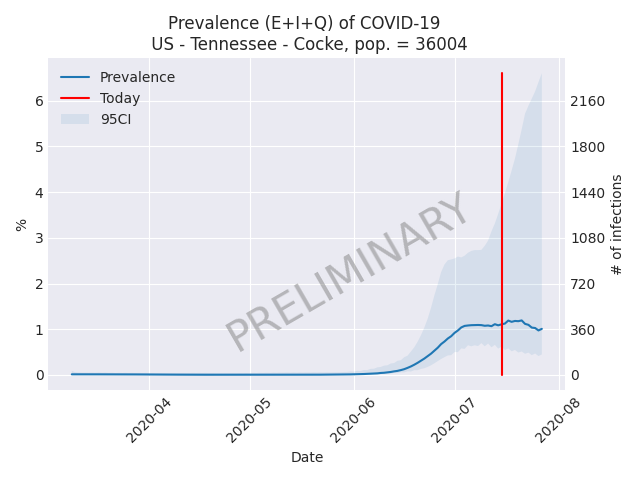 Prevalence (E+I+Q) of COVID-19
US - Tennessee - Cocke, pop. = 36004
Prevalence
Today
95CI
PRELIMINARY
%
6
5
4
3
2
1
0
2160
1800
1440
1080
720
360
0
# of infections
2020-04
2020-05
2020-06
2020-07
2020-08
Date